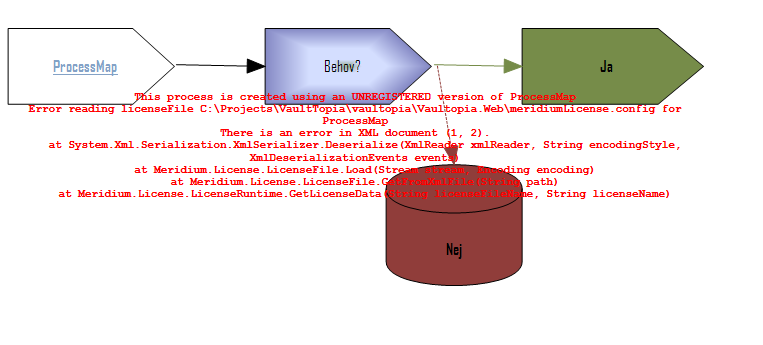 ProcessMap
Behov?
Ja
This process is created using an UNREGISTERED version of ProcessMap
Error reading licenseFile C:\Projects\VaultTopia\vaultopia\Vaultopia.Web\meridiumLicense.config for
ProcessMap
There is an error in XML document (1, 2).
at System.Xml.Serialization.XmlSerializer.Deserialize(XmlReader xmlReader, String encodingStyle,
XmlDeserializationEvents events)
at Meridium.License.LicenseFile.Load(Stream stream, Encoding encoding)
at Meridium.License.LicenseFile.GetFromXmlFile(String path)
at Meridium.License.LicenseRuntime.GetLicenseData(String licenseFileName, String licenseName)
Nej